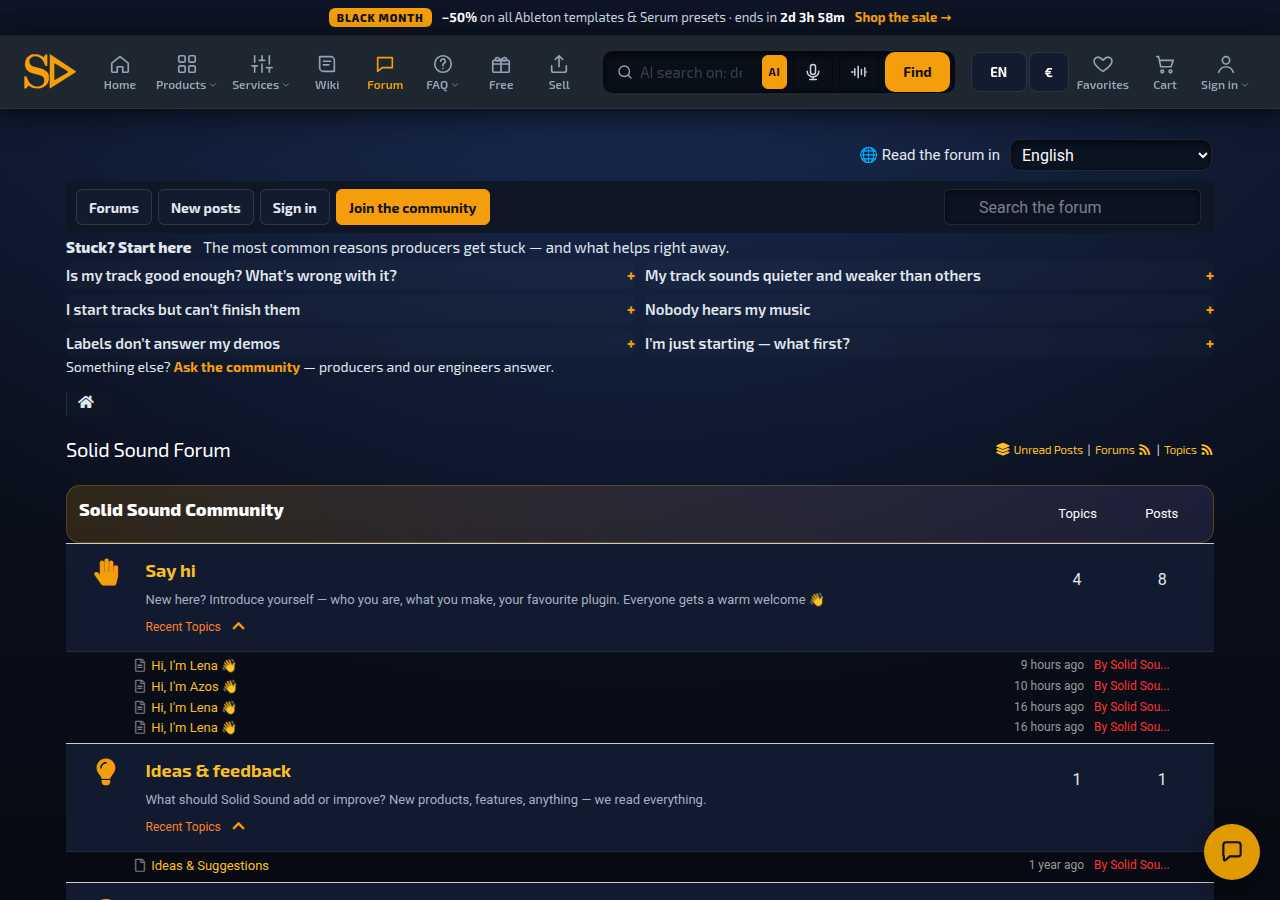 BLACK MONTH −50% on all Ableton templates & Serum presets · ends in 2d 3h 58m Shop the sale →
Home Products Services Wiki Forum FAQ Free Sell AI search on: dr AI Find EN € Favorites Cart Sign in
🌐 Read the forum in English
Forums New posts Sign in Join the community Search the forum
Stuck? Start here The most common reasons producers get stuck — and what helps right away.
Is my track good enough? What's wrong with it? + My track sounds quieter and weaker than others +
I start tracks but can't finish them + Nobody hears my music +
Labels don't answer my demos + I'm just starting — what first? +
Something else? Ask the community — producers and our engineers answer.
Solid Sound Forum Unread Posts | Forums | Topics
Solid Sound Community Topics Posts
Say hi 4 8
New here? Introduce yourself — who you are, what you make, your favourite plugin. Everyone gets a warm welcome 👋
Recent Topics
Hi, I'm Lena 👋 9 hours ago By Solid Sou...
Hi, I'm Azos 👋 10 hours ago By Solid Sou...
Hi, I'm Lena 👋 16 hours ago By Solid Sou...
Hi, I'm Lena 👋 16 hours ago By Solid Sou...
Ideas & feedback 1 1
What should Solid Sound add or improve? New products, features, anything — we read everything.
Recent Topics
Ideas & Suggestions 1 year ago By Solid Sou...